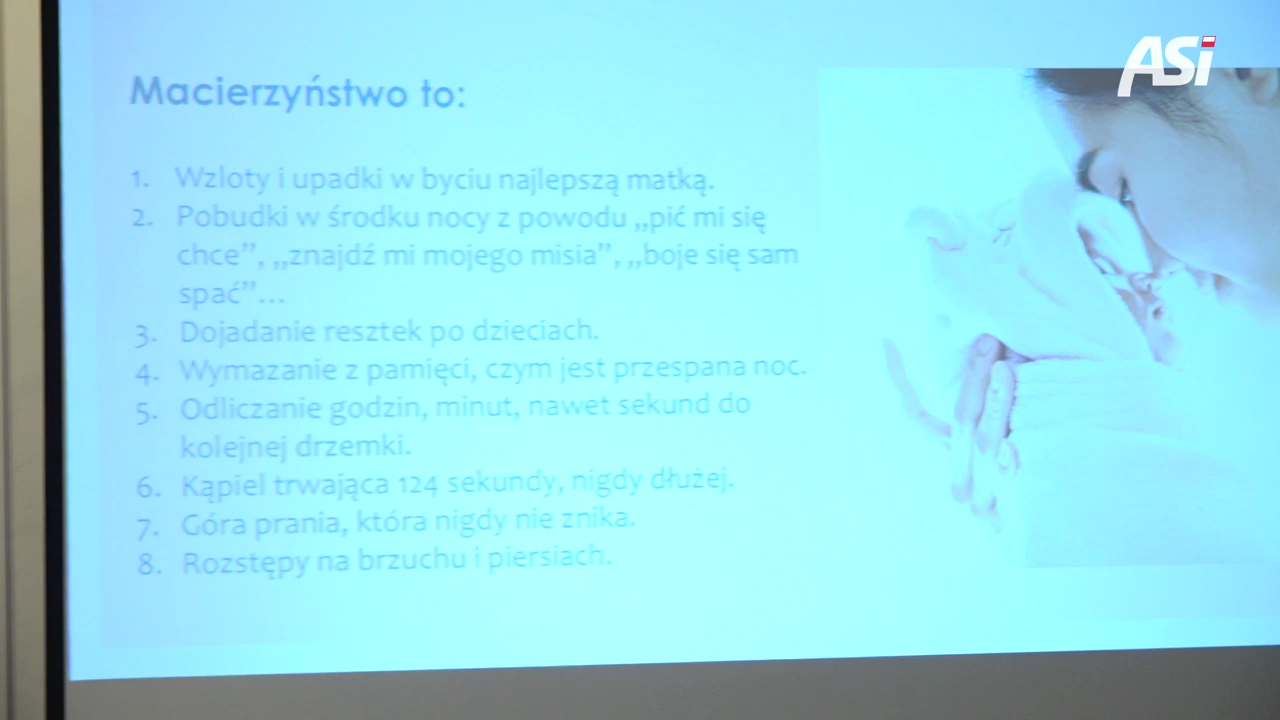 ASi
Macierzyństwo to:
1. Wzloty i upadki w byciu najlepszą matką.
2. Pobudki w środku nocy z powodu „pić mi się
chce”, „znajdź mi mojego misia”, „boje się sam
spać”...
3. Dojadanie resztek po dzieciach.
4. Wymazanie z pamięci, czym jest przespana noc.
5. Odliczanie godzin, minut, nawet sekund do
kolejnej drzemki.
6. Kąpiel trwająca 124 sekundy, nigdy dłużej.
7. Góra prania, która nigdy nie znika.
8. Rozstępy na brzuchu i piersiach.